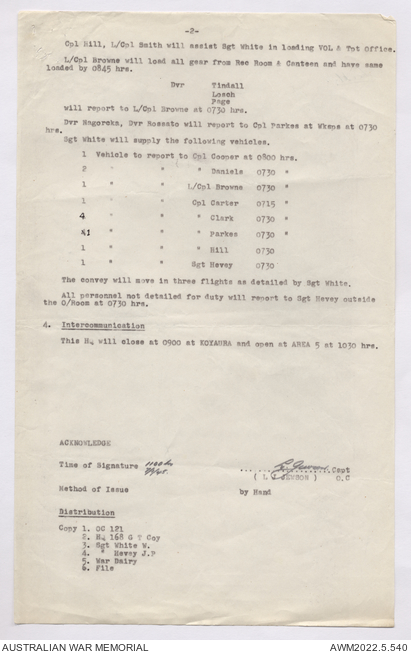 -2-
Cpl Hill, L/Cpl Smith will assist Sgt White in loading VOL & Tpt Office.
L/Cpl Browne will load all gear from Rec Room & Canteen and have same
loaded by 0845 hrs.
Dvr Tindall
Loach
Page
will report to L/Cpl Browne at 0730 hrs.
Dvr Nagorcka, Dvr Rossato will report to Cpl Parkes at Wksps at 0730
hrs.
Sgt White will supply the following vehicles.
1 Vehicle to report to Cpl Cooper at 0800 hrs.
2 " " " Daniels 0730 "
1 " " L/Cpl Browne 0730 "
1 " " Cpl Carter 0715 "
4 " " " Clark 0730 "
1 " " " Parkes 0730 "
1 " " " Hill 0730
1 " " Sgt Hevey 0730
The convey will move in three flights as detailed by Sgt White.
All personnel not detailed for duty will report to Sgt Hevey outside
the O/Room at 0730 hrs.
4. Intercommunication
This HQ will close at 0900 at KOTAURA and open at AREA 5 at 1030 hrs.
ACKNOWLEDGE
Time of Signature 1100 hrs
Capt
( L J JEWSON ) O.C
Method of Issue by Hand
Distribution
Copy 1. OC 121
2. HQ 168 G T Coy
3. Sgt White W.
4. " Hevey J.P
5. War Dairy
6. File
AUSTRALIAN WAR MEMORIAL
AWM2022.5.540